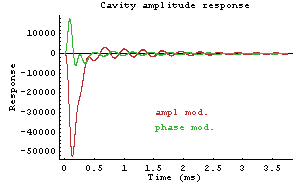 Cavity amplitude response
10000
0
-10000
-20000
-30000
-40000
-50000
Response
ampl mod.
phase mod.
0 0.5 1 1.5 2 2.5 3 3.5
Time (ms)